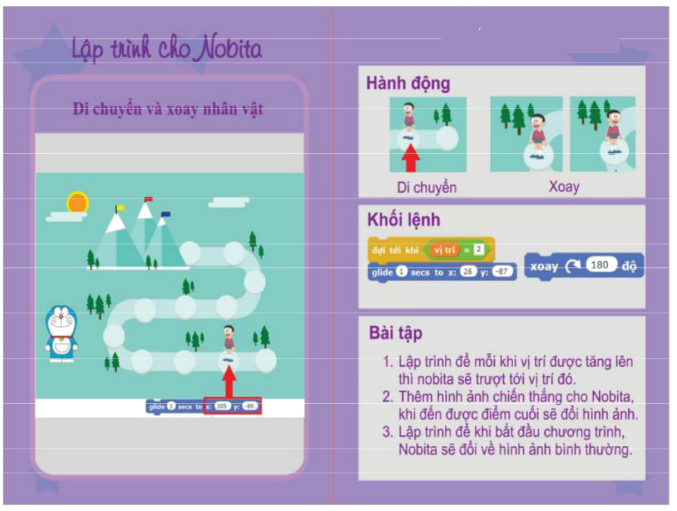 Lập trình cho Nobita
Di chuyển và xoay nhân vật
glide 1 secs to x: 105 y: -85
Hành động
Di chuyển
Xoay
Khối lệnh
đợi tới khi vị trí = 2
glide 1 secs to x: 26 y: -87
xoay 180 độ
Bài tập
1. Lập trình để mỗi khi vị trí được tăng lên
thì nobita sẽ trượt tới vị trí đó.
2. Thêm hình ảnh chiến thắng cho Nobita,
khi đến được điểm cuối sẽ đổi hình ảnh.
3. Lập trình để khi bắt đầu chương trình,
Nobita sẽ đổi về hình ảnh bình thường.